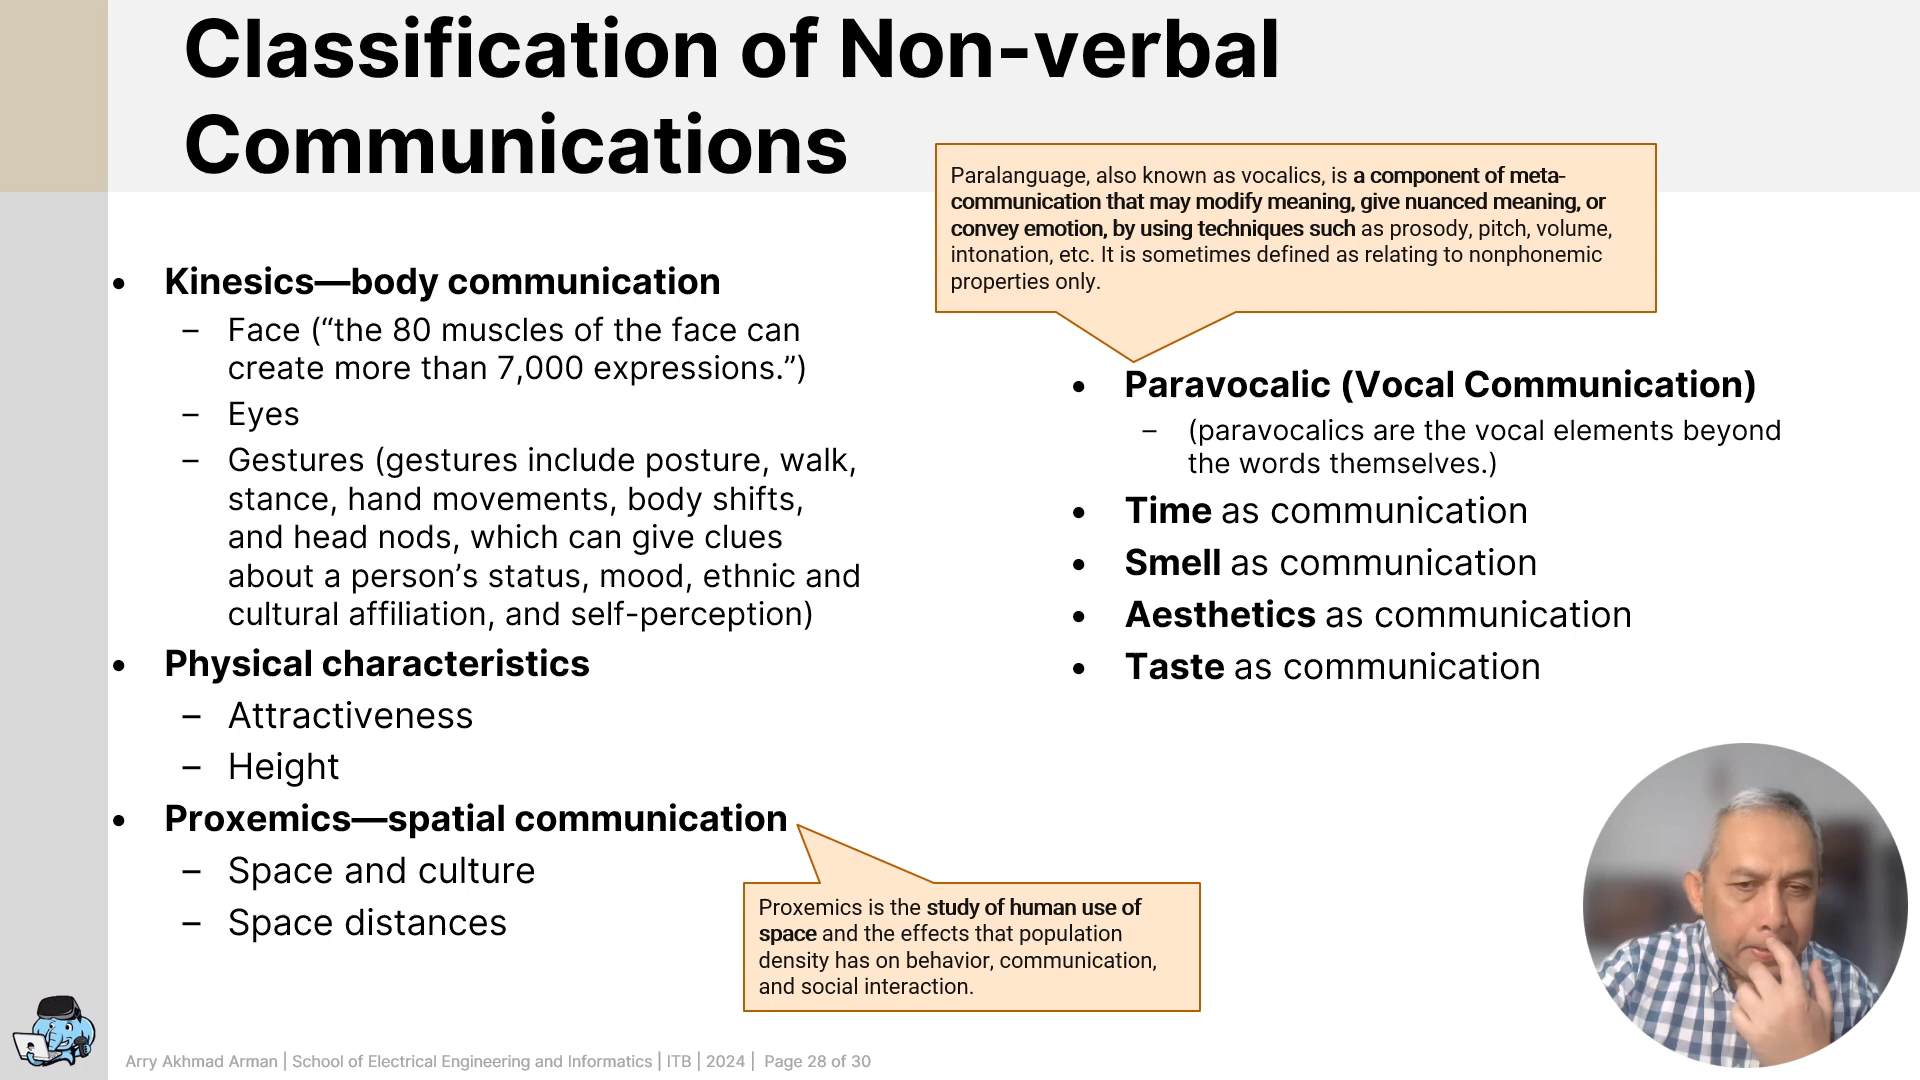 Classification of Non-verbal
Communications
Paralanguage, also known as vocalics, is a component of meta-
communication that may modify meaning, give nuanced meaning, or
convey emotion, by using techniques such as prosody, pitch, volume,
intonation, etc. It is sometimes defined as relating to nonphonemic
properties only.
• Kinesics—body communication
– Face (“the 80 muscles of the face can
create more than 7,000 expressions.”)
– Eyes
– Gestures (gestures include posture, walk,
stance, hand movements, body shifts,
and head nods, which can give clues
about a person’s status, mood, ethnic and
cultural affiliation, and self-perception)
• Physical characteristics
– Attractiveness
– Height
• Proxemics—spatial communication
– Space and culture
– Space distances
Proxemics is the study of human use of
space and the effects that population
density has on behavior, communication,
and social interaction.
• Paravocalic (Vocal Communication)
– (paravocalics are the vocal elements beyond
the words themselves.)
• Time as communication
• Smell as communication
• Aesthetics as communication
• Taste as communication
Arry Akhmad Arman | School of Electrical Engineering and Informatics | ITB | 2024 | Page 28 of 30